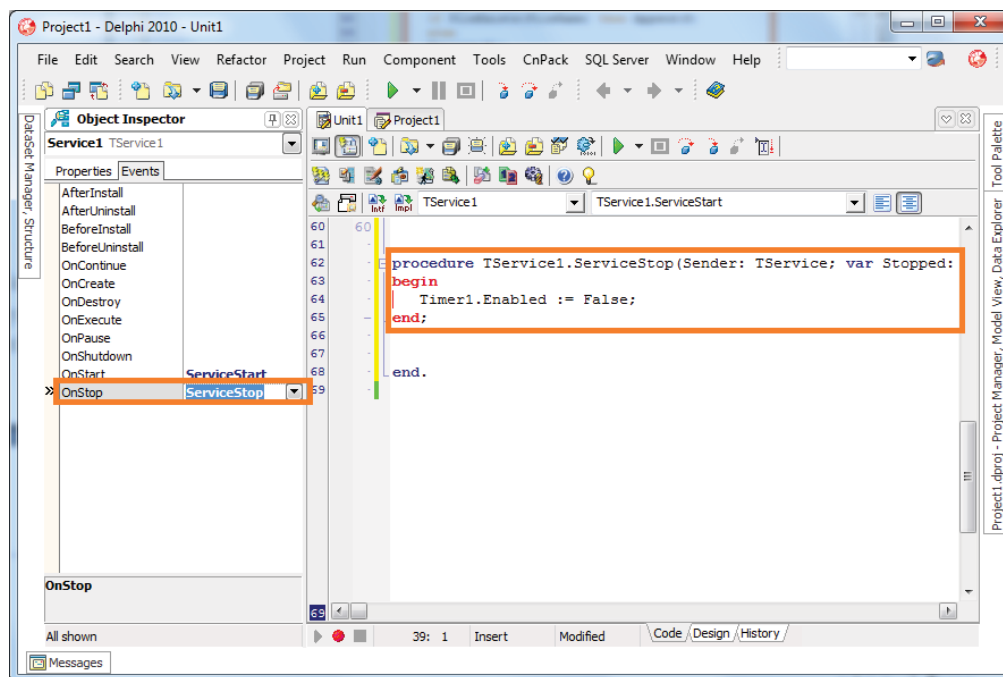 Project1 - Delphi 2010 - Unit1
File Edit Search View Refactor Project Run Component Tools CnPack SQL Server Window Help
DataSet Manager, Structure
Object Inspector
Service1 TService1
Properties Events
AfterInstall
AfterUninstall
BeforeInstall
BeforeUninstall
OnContinue
OnCreate
OnDestroy
OnExecute
OnPause
OnShutdown
OnStart ServiceStart
OnStop ServiceStop
OnStop
All shown
Messages
Unit1 Project1
Intf Impl TService1 TService1.ServiceStart
60 60
61
62 procedure TService1.ServiceStop(Sender: TService; var Stopped:
63 begin
64 Timer1.Enabled := False;
65 end;
66
67
68 end.
69
69
39: 1 Insert Modified Code Design History
Tool Palette
Project1.dproj - Project Manager, Model View, Data Explorer